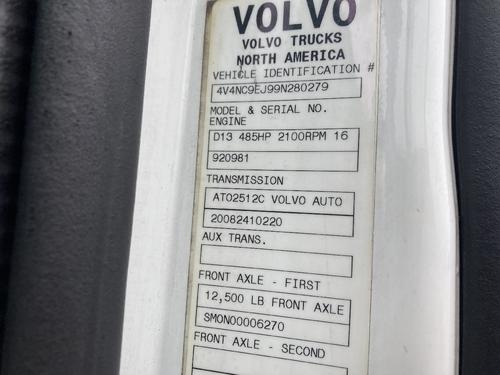 VOLVO
VOLVO TRUCKS
NORTH AMERICA
VEHICLE IDENTIFICATION #
4V4NC9EJ99N280279
MODEL & SERIAL NO.
ENGINE
D13 485HP 2100RPM 16
920981
TRANSMISSION
ATO2512C VOLVO AUTO
20082410220
AUX TRANS.
FRONT AXLE - FIRST
12,500 LB FRONT AXLE
SMON00006270
FRONT AXLE - SECOND